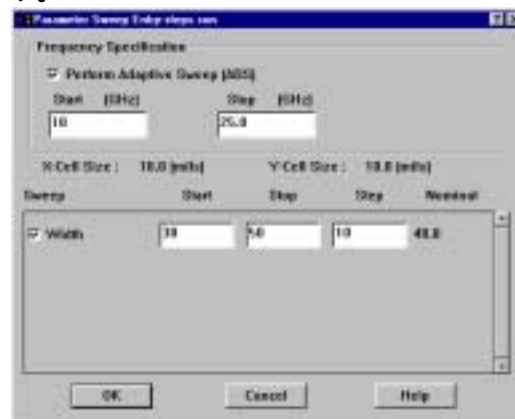 Parameter Sweep Entry-steps.son
Frequency Specification
Perform Adaptive Sweep (ABS)
Start (GHz) Stop (GHz)
10 25.0
X-Cell Size : 10.0 (mils) Y-Cell Size : 10.0 (mils)
Sweep Start Stop Step Nominal
Width 30 50 10 40.0
OK Cancel Help